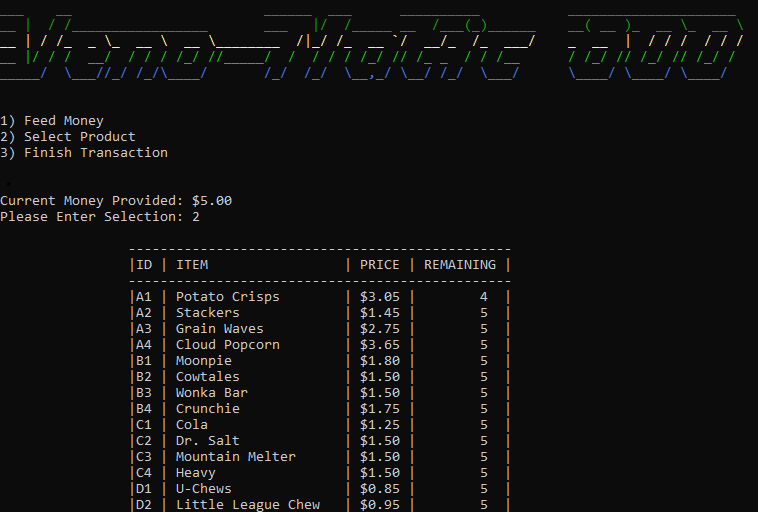 Vendo-Matic 800
1) Feed Money
2) Select Product
3) Finish Transaction
Current Money Provided: $5.00
Please Enter Selection: 2
|ID | ITEM | PRICE | REMAINING |
|A1 | Potato Crisps | $3.05 | 4 |
|A2 | Stackers | $1.45 | 5 |
|A3 | Grain Waves | $2.75 | 5 |
|A4 | Cloud Popcorn | $3.65 | 5 |
|B1 | Moonpie | $1.80 | 5 |
|B2 | Cowtales | $1.50 | 5 |
|B3 | Wonka Bar | $1.50 | 5 |
|B4 | Crunchie | $1.75 | 5 |
|C1 | Cola | $1.25 | 5 |
|C2 | Dr. Salt | $1.50 | 5 |
|C3 | Mountain Melter | $1.50 | 5 |
|C4 | Heavy | $1.50 | 5 |
|D1 | U-Chews | $0.85 | 5 |
|D2 | Little League Chew | $0.95 | 5 |